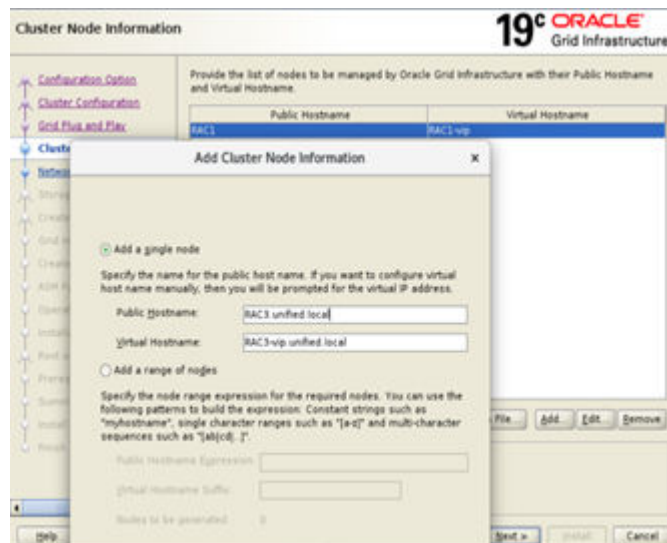 Cluster Node Information
19c ORACLE
Grid Infrastructure
Configuration Option
Cluster Configuration
Grid Plug and Play
Cluste
Network
Provide the list of nodes to be managed by Oracle Grid Infrastructure with their Public Hostname
and Virtual Hostname.
Public Hostname Virtual Hostname
RAC1 RAC1-vip
Add Cluster Node Information x
Add a single node
Specify the name for the public host name. If you want to configure virtual
host name manually, then you will be prompted for the virtual IP address.
Public Hostname: RAC3.unified.local
Virtual Hostname: RAC3-vip.unified.local
Add a range of nodes
Specify the node range expression for the required nodes. You can use the
following patterns to build the expression: Constant strings such as
"myhostname", single character ranges such as "[a-z]" and multi-character
sequences such as "[ab|cd|..]".
Public Hostname Expression:
Virtual Hostname Suffix:
Nodes to be generated: 0
File... Add... Edit... Remove
Help Next > Install Cancel